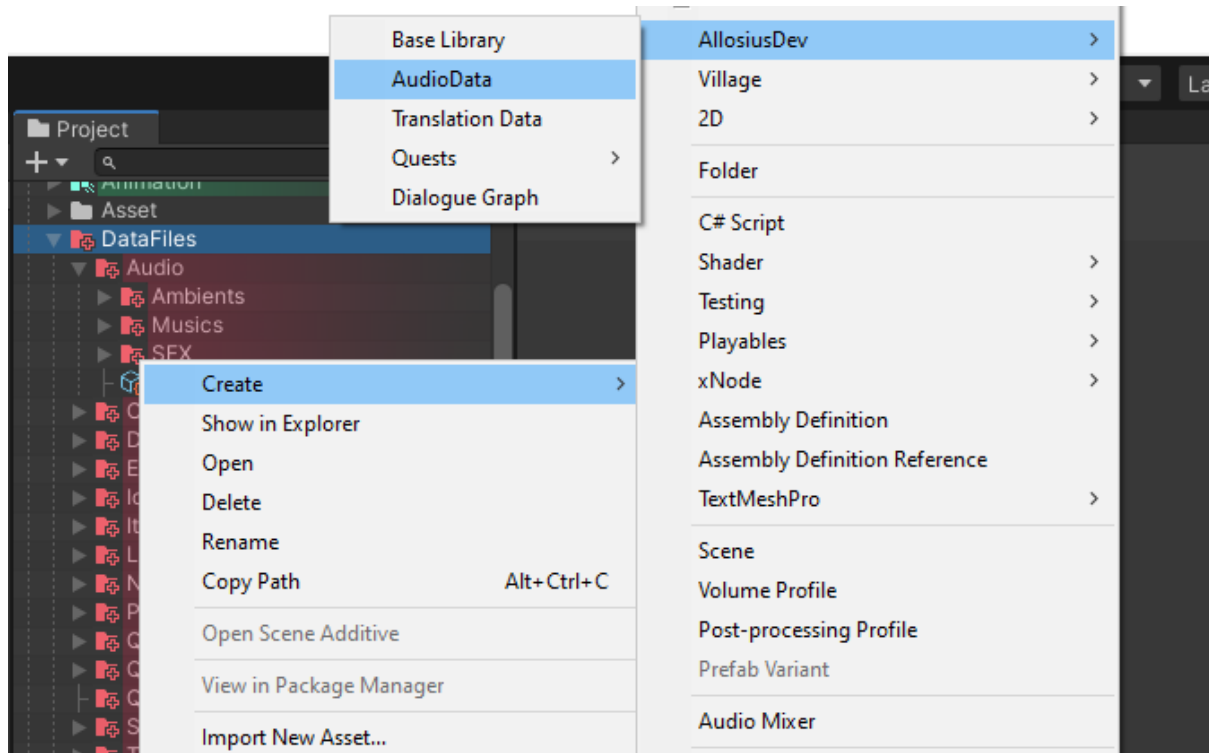 Project
Animation
Asset
DataFiles
Audio
Ambients
Musics
SFX
C
D
E
It
L
N
P
Q
Q
Q
S
T
Create
Show in Explorer
Open
Delete
Rename
Copy Path Alt+Ctrl+C
Open Scene Additive
View in Package Manager
Import New Asset...
Base Library
AudioData
Translation Data
Quests
Dialogue Graph
AllosiusDev
Village
2D
Folder
C# Script
Shader
Testing
Playables
xNode
Assembly Definition
Assembly Definition Reference
TextMeshPro
Scene
Volume Profile
Post-processing Profile
Prefab Variant
Audio Mixer
La